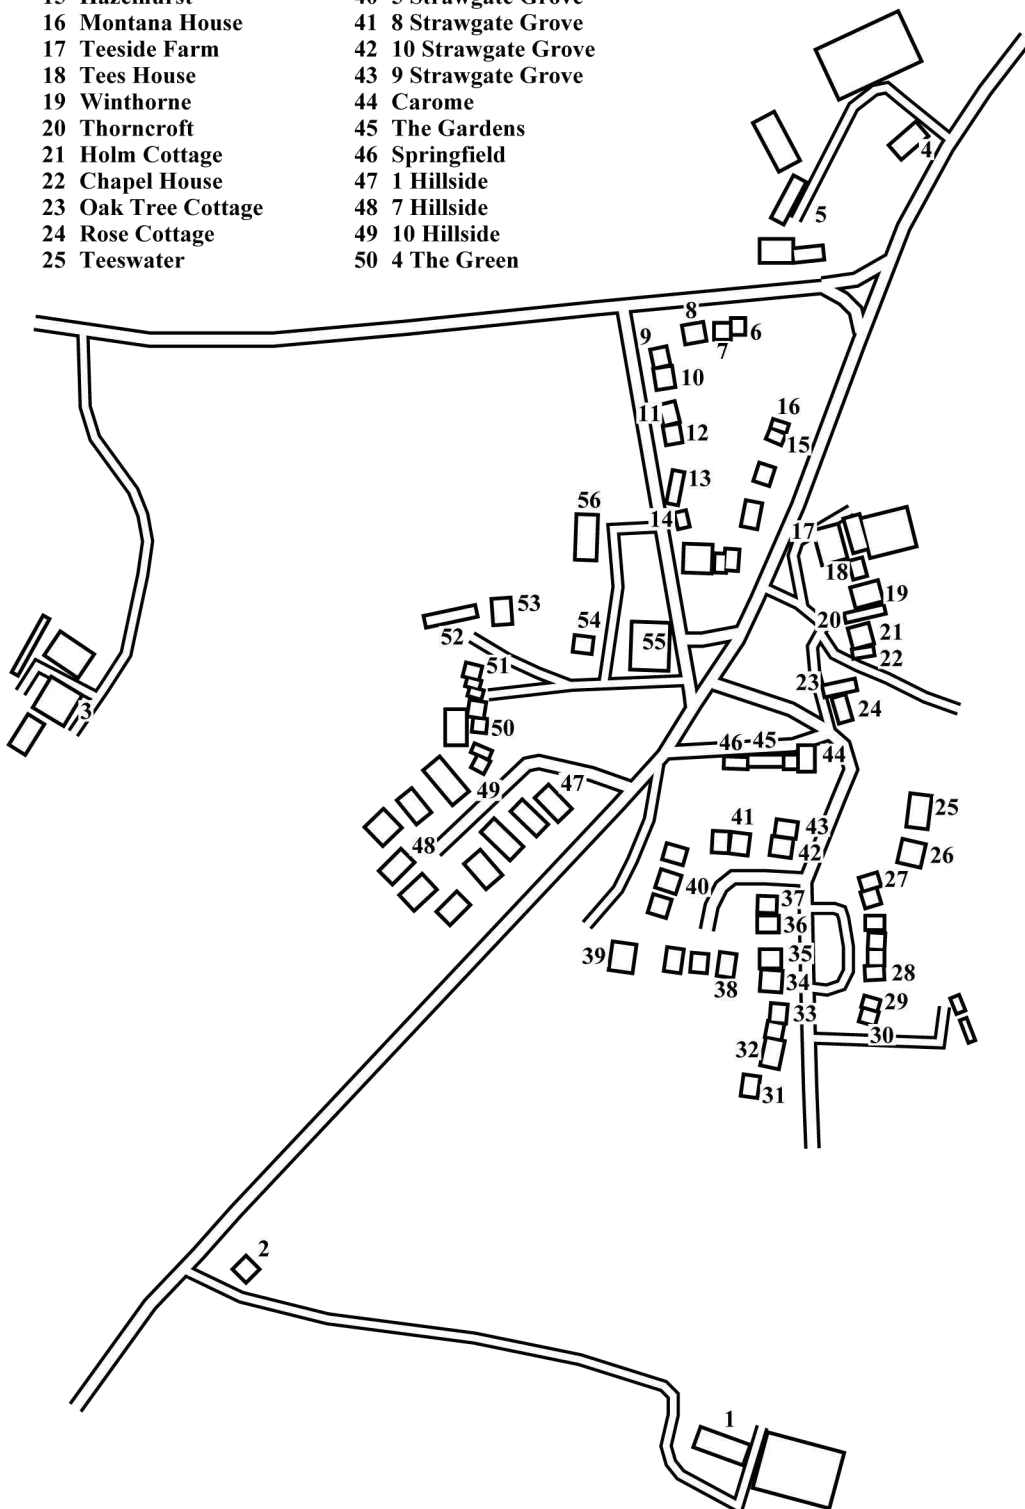 15 Hazelhurst
16 Montana House
17 Teeside Farm
18 Tees House
19 Winthorne
20 Thorncroft
21 Holm Cottage
22 Chapel House
23 Oak Tree Cottage
24 Rose Cottage
25 Teeswater
40 5 Strawgate Grove
41 8 Strawgate Grove
42 10 Strawgate Grove
43 9 Strawgate Grove
44 Carome
45 The Gardens
46 Springfield
47 1 Hillside
48 7 Hillside
49 10 Hillside
50 4 The Green
4
5
8
6
9
7
10
16
11
12
15
13
56
14
17
18
19
53
54
20
52
55
21
22
51
23
24
50
46 45
44
49
47
25
41
43
48
42
26
40
27
37
36
39
35
38
34
28
33
29
32
30
31
3
2
1